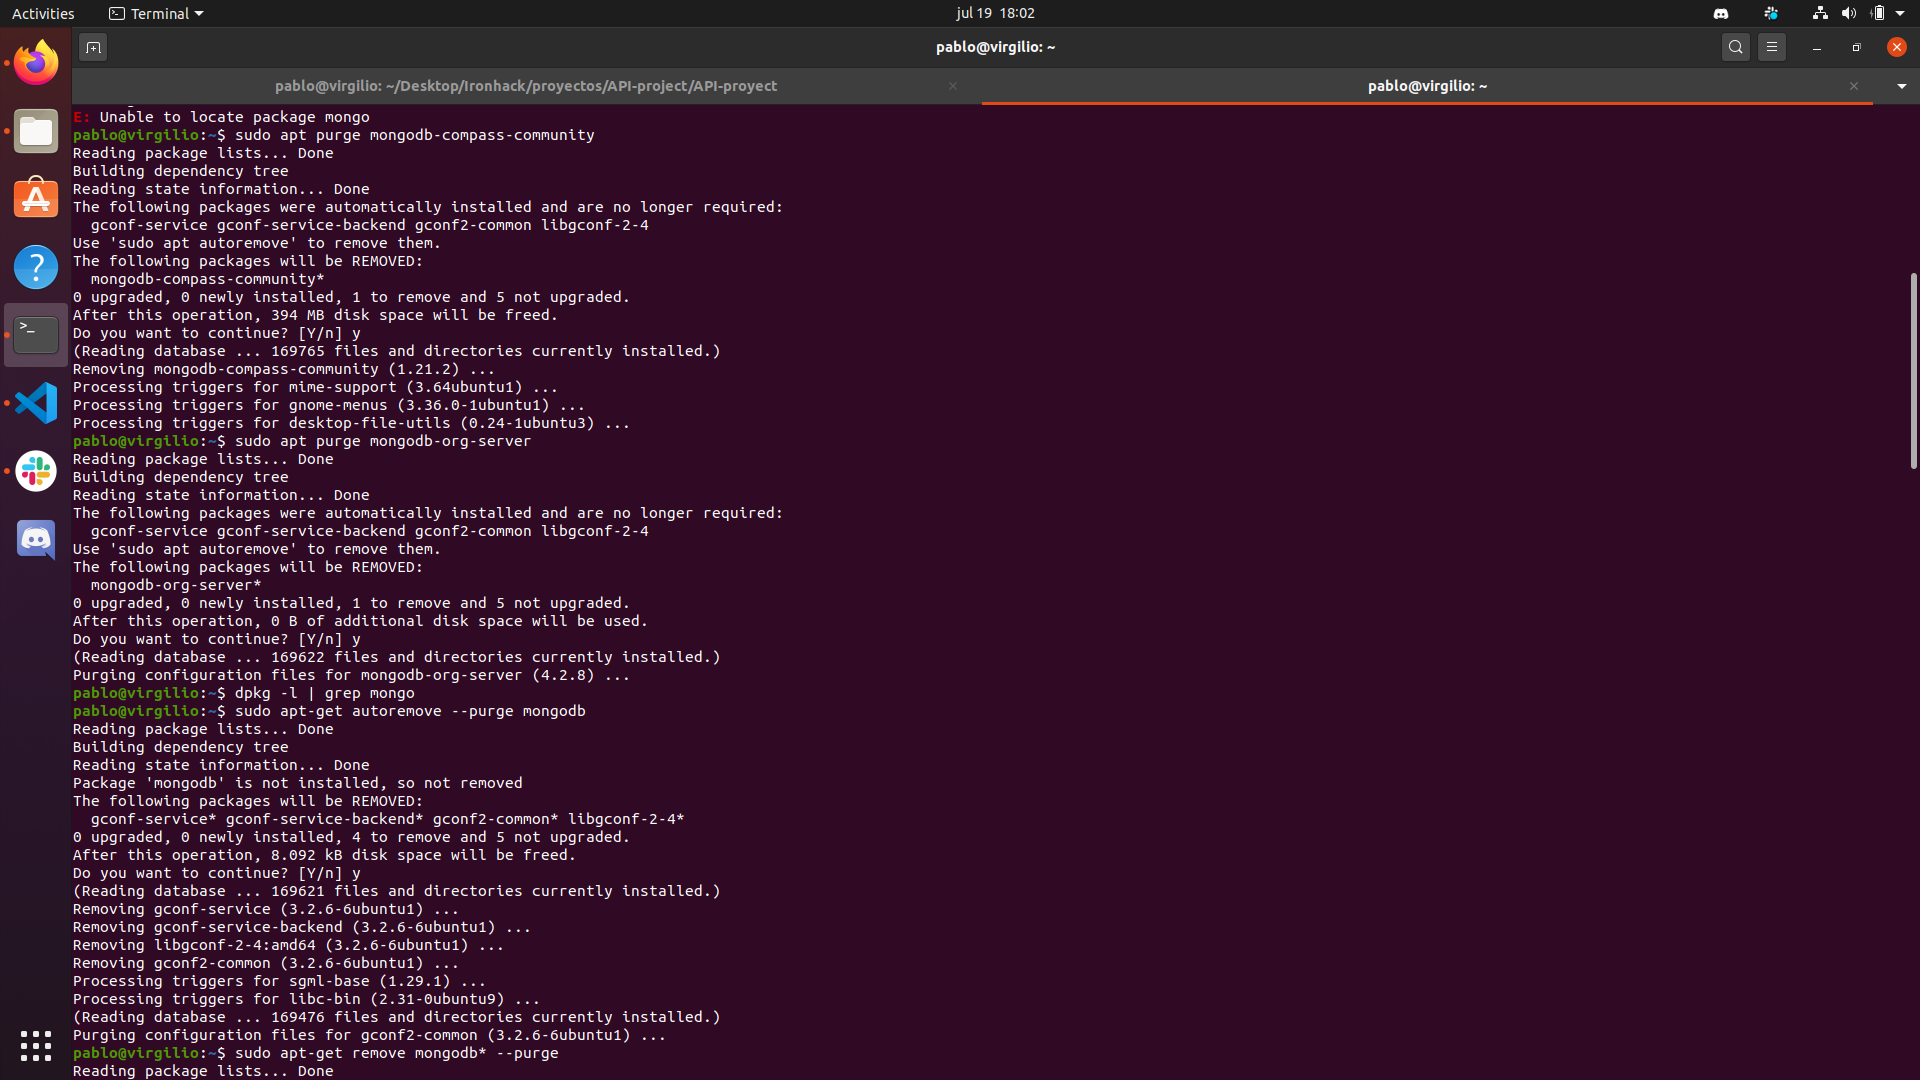 Activities
Terminal
jul 19 18:02
pablo@virgilio: ~
pablo@virgilio: ~/Desktop/Ironhack/proyectos/API-project/API-proyect
pablo@virgilio: ~
E: Unable to locate package mongo
pablo@virgilio:~$ sudo apt purge mongodb-compass-community
Reading package lists... Done
Building dependency tree
Reading state information... Done
The following packages were automatically installed and are no longer required:
gconf-service gconf-service-backend gconf2-common libgconf-2-4
Use 'sudo apt autoremove' to remove them.
The following packages will be REMOVED:
mongodb-compass-community*
0 upgraded, 0 newly installed, 1 to remove and 5 not upgraded.
After this operation, 394 MB disk space will be freed.
Do you want to continue? [Y/n] y
(Reading database ... 169765 files and directories currently installed.)
Removing mongodb-compass-community (1.21.2) ...
Processing triggers for mime-support (3.64ubuntu1) ...
Processing triggers for gnome-menus (3.36.0-1ubuntu1) ...
Processing triggers for desktop-file-utils (0.24-1ubuntu3) ...
pablo@virgilio:~$ sudo apt purge mongodb-org-server
Reading package lists... Done
Building dependency tree
Reading state information... Done
The following packages were automatically installed and are no longer required:
gconf-service gconf-service-backend gconf2-common libgconf-2-4
Use 'sudo apt autoremove' to remove them.
The following packages will be REMOVED:
mongodb-org-server*
0 upgraded, 0 newly installed, 1 to remove and 5 not upgraded.
After this operation, 0 B of additional disk space will be used.
Do you want to continue? [Y/n] y
(Reading database ... 169622 files and directories currently installed.)
Purging configuration files for mongodb-org-server (4.2.8) ...
pablo@virgilio:~$ dpkg -l | grep mongo
pablo@virgilio:~$ sudo apt-get autoremove --purge mongodb
Reading package lists... Done
Building dependency tree
Reading state information... Done
Package 'mongodb' is not installed, so not removed
The following packages will be REMOVED:
gconf-service* gconf-service-backend* gconf2-common* libgconf-2-4*
0 upgraded, 0 newly installed, 4 to remove and 5 not upgraded.
After this operation, 8.092 kB disk space will be freed.
Do you want to continue? [Y/n] y
(Reading database ... 169621 files and directories currently installed.)
Removing gconf-service (3.2.6-6ubuntu1) ...
Removing gconf-service-backend (3.2.6-6ubuntu1) ...
Removing libgconf-2-4:amd64 (3.2.6-6ubuntu1) ...
Removing gconf2-common (3.2.6-6ubuntu1) ...
Processing triggers for sgml-base (1.29.1) ...
Processing triggers for libc-bin (2.31-0ubuntu9) ...
(Reading database ... 169476 files and directories currently installed.)
Purging configuration files for gconf2-common (3.2.6-6ubuntu1) ...
pablo@virgilio:~$ sudo apt-get remove mongodb* --purge
Reading package lists... Done